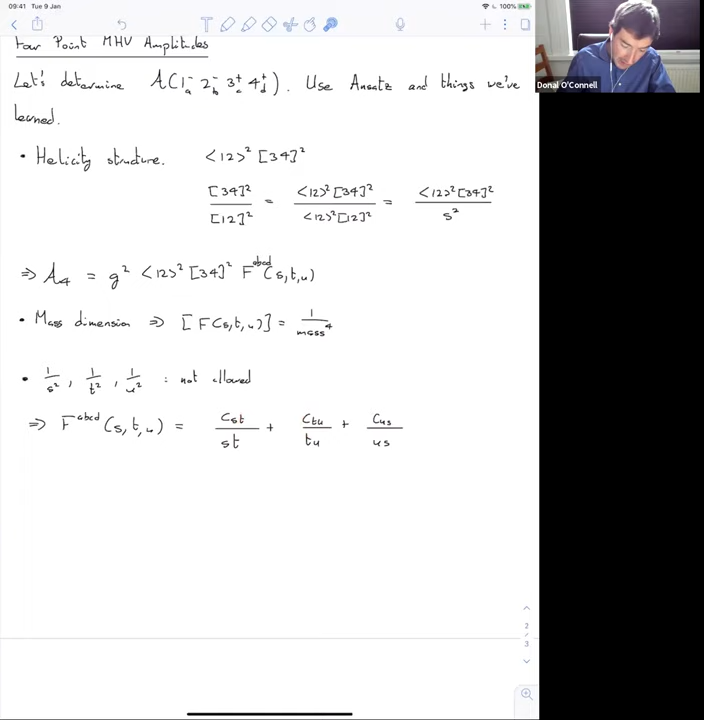 09:41 Tue 9 Jan
100%
Four Point MHV Amplitudes
Donal O'Connell
Let's determine A(1⁻ₐ 2⁻_b 3⁺_c 4⁺_d). Use Ansatz and things we've
learned.
• Helicity structure. <12>² [34]²
[34]² / [12]² = <12>² [34]² / <12>² [12]² = <12>² [34]² / s²
⇒ A₄ = g² <12>² [34]² F^abcd (s,t,u)
• Mass dimension ⇒ [F(s,t,u)] = 1 / mass⁴
• 1/s², 1/t², 1/u² : not allowed
⇒ F^abcd (s,t,u) = C_st / st + C_tu / tu + C_us / us
2
/
3